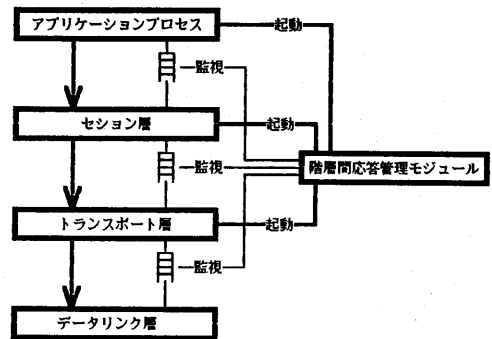 アプリケーションプロセス
起動
監視
セション層
起動
監視
階層間応答管理モジュール
トランスポート層
起動
監視
データリンク層